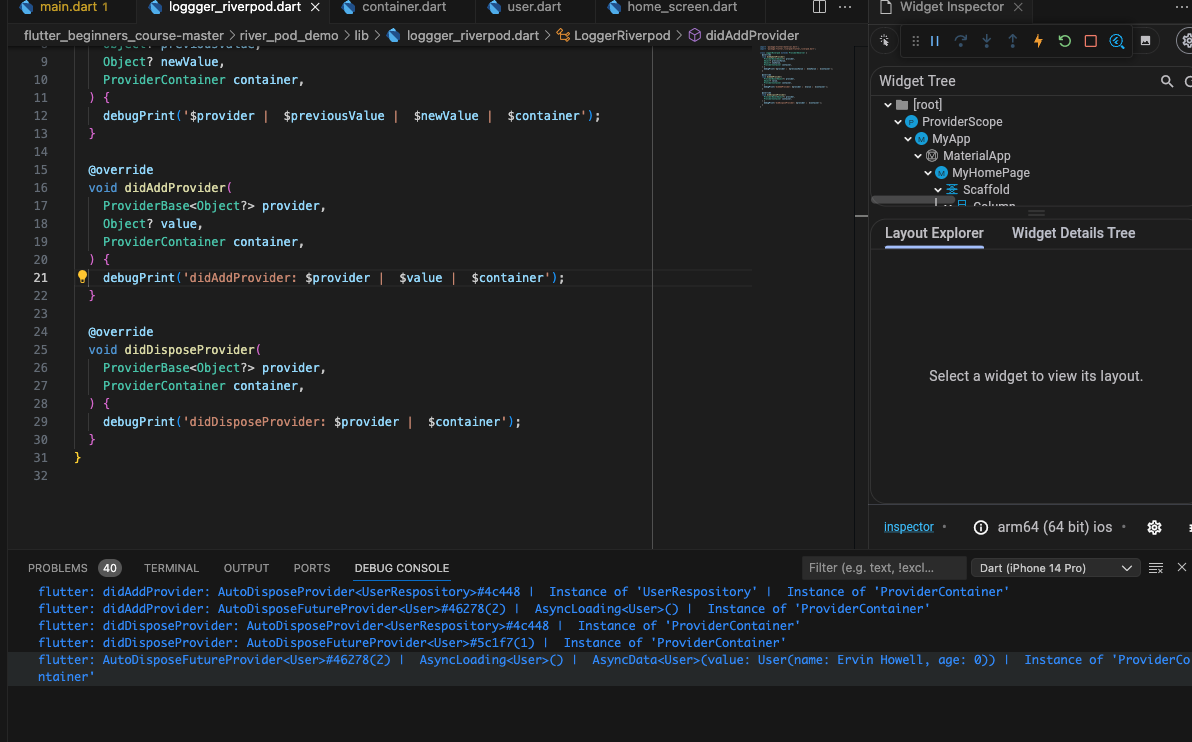 main.dart 1
loggger_riverpod.dart
container.dart
user.dart
home_screen.dart
Widget Inspector
flutter_beginners_course-master > river_pod_demo > lib > loggger_riverpod.dart > LoggerRiverpod > didAddProvider
Object? previousValue,
9 Object? newValue,
10 ProviderContainer container,
11 ) {
12 debugPrint('$provider |  $previousValue |  $newValue |  $container');
13 }
14
15 @override
16 void didAddProvider(
17 ProviderBase<Object?> provider,
18 Object? value,
19 ProviderContainer container,
20 ) {
21 debugPrint('didAddProvider: $provider |  $value |  $container');
22 }
23
24 @override
25 void didDisposeProvider(
26 ProviderBase<Object?> provider,
27 ProviderContainer container,
28 ) {
29 debugPrint('didDisposeProvider: $provider |  $container');
30 }
31 }
32
Widget Tree
[root]
ProviderScope
MyApp
MaterialApp
MyHomePage
Scaffold
Column
Layout Explorer
Widget Details Tree
Select a widget to view its layout.
inspector • arm64 (64 bit) ios •
PROBLEMS 40 TERMINAL OUTPUT PORTS DEBUG CONSOLE
Filter (e.g. text, !excl...
Dart (iPhone 14 Pro)
flutter: didAddProvider: AutoDisposeProvider<UserRespository>#4c448 |  Instance of 'UserRespository' |  Instance of 'ProviderContainer'
flutter: didAddProvider: AutoDisposeFutureProvider<User>#46278(2) |  AsyncLoading<User>() |  Instance of 'ProviderContainer'
flutter: didDisposeProvider: AutoDisposeProvider<UserRespository>#4c448 |  Instance of 'ProviderContainer'
flutter: didDisposeProvider: AutoDisposeFutureProvider<User>#5c1f7(1) |  Instance of 'ProviderContainer'
flutter: AutoDisposeFutureProvider<User>#46278(2) |  AsyncLoading<User>() |  AsyncData<User>(value: User(name: Ervin Howell, age: 0)) |  Instance of 'ProviderCo
ntainer'